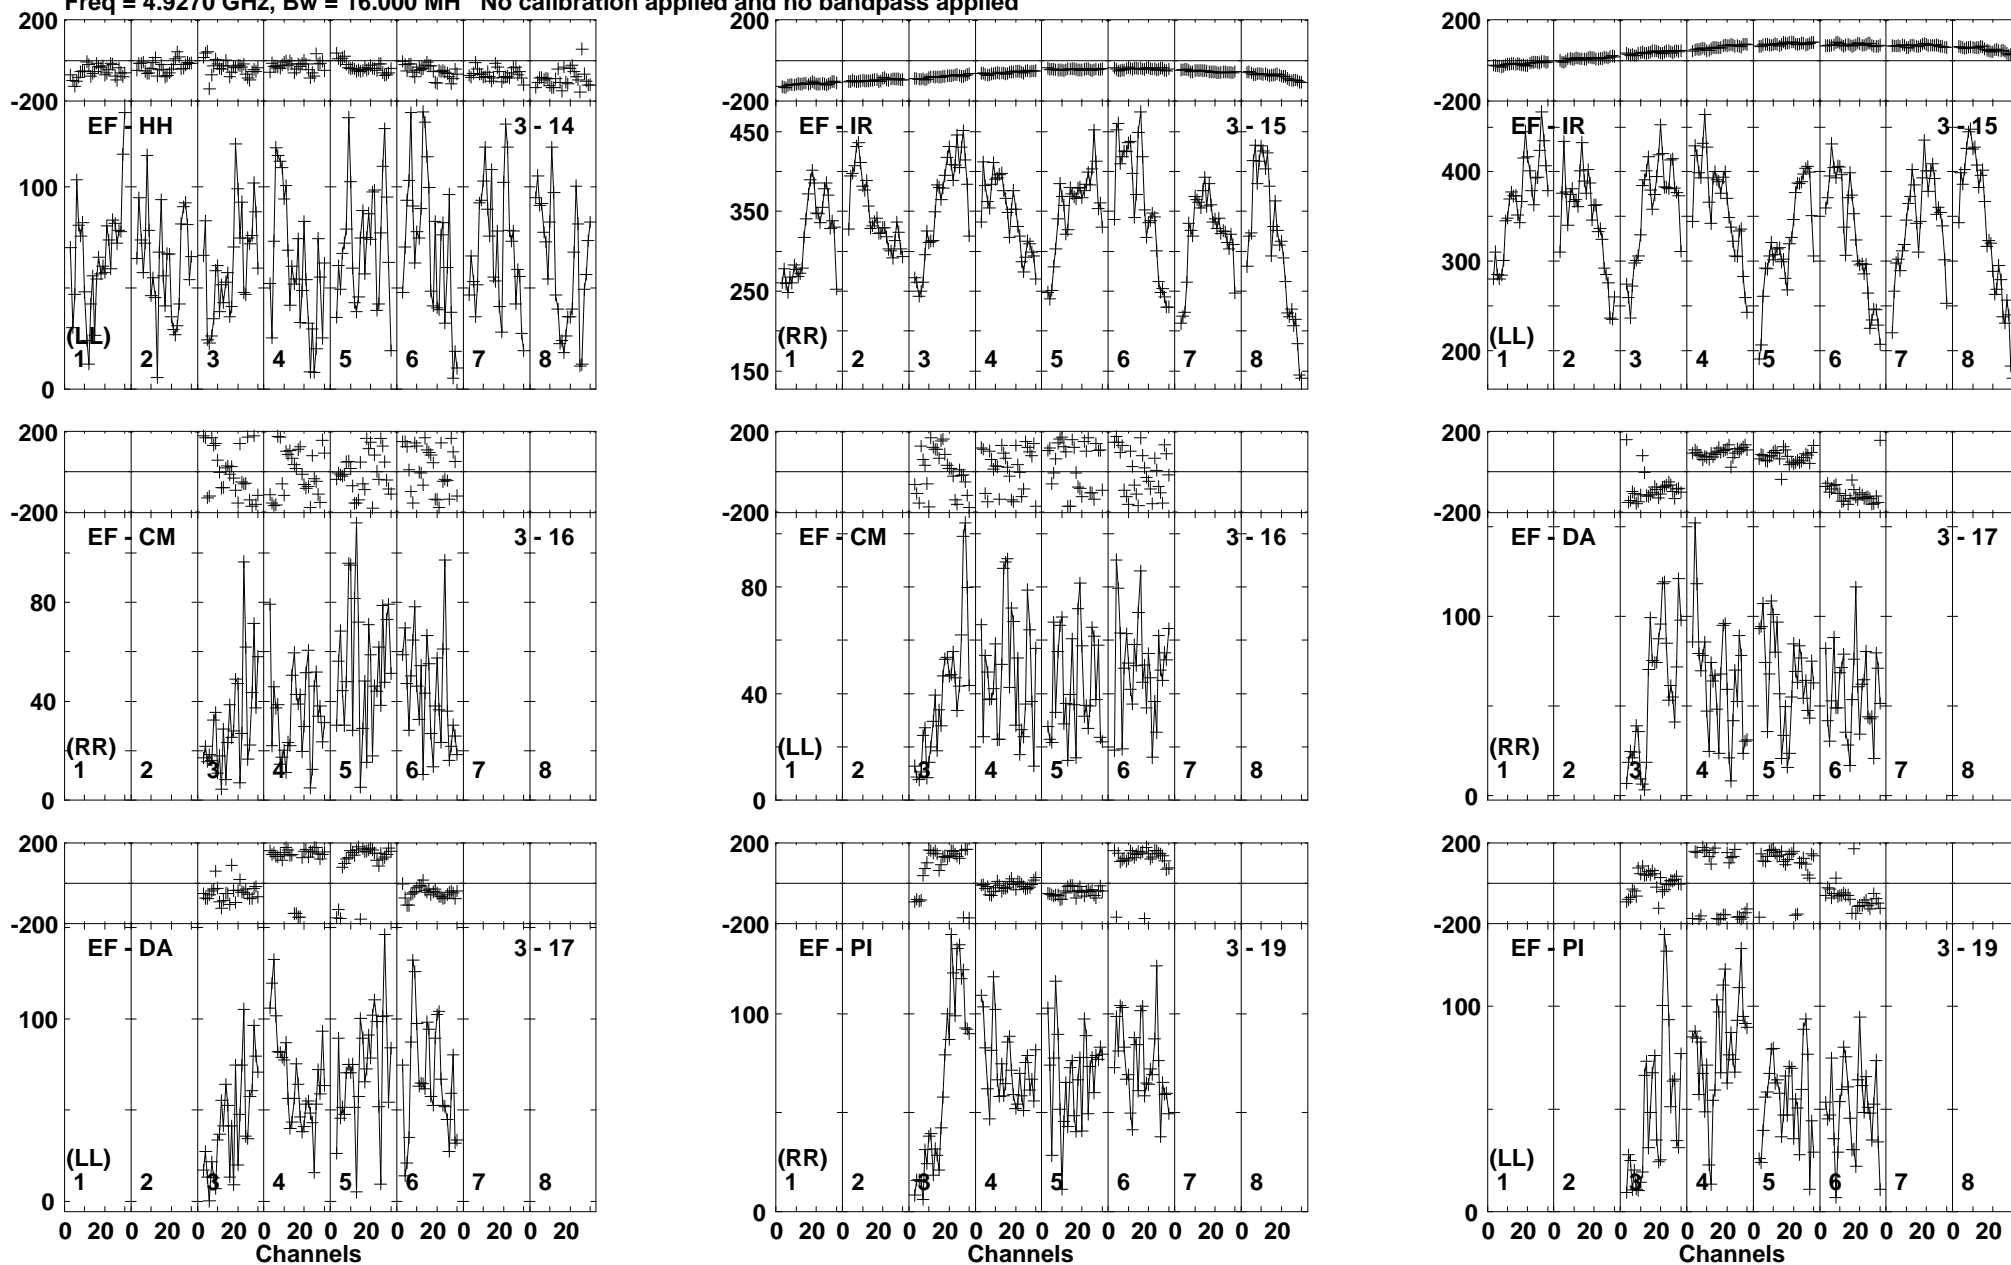 Freq = 4.9270 GHz, Bw = 16.000 MH No calibration applied and no bandpass applied
200 200 200
-200 -200 -200
EF - HH 3 - 14 EF - IR 3 - 15 EF - IR 3 - 15
450
400
100
350
300
250
200
150
0
(LL) (RR) (LL)
1 2 3 4 5 6 7 8 1 2 3 4 5 6 7 8 1 2 3 4 5 6 7 8
200 200 200
-200 -200 -200
EF - CM 3 - 16 EF - CM 3 - 16 EF - DA 3 - 17
80 80 100
40 40
(RR) (LL) (RR)
1 2 3 4 5 6 7 8 1 2 3 4 5 6 7 8 1 2 3 4 5 6 7 8
0 0 0
200 200 200
-200 -200 -200
EF - DA 3 - 17 EF - PI 3 - 19 EF - PI 3 - 19
100 100 100
(LL) (RR) (LL)
1 2 3 4 5 6 7 8 1 2 3 4 5 6 7 8 1 2 3 4 5 6 7 8
0 0 0
0 20 0 20 0 20 0 20 0 20 0 20 0 20 0 20 0 20 0 20 0 20 0 20 0 20 0 20 0 20 0 20 0 20 0 20 0 20 0 20 0 20 0 20 0 20 0 20
Channels Channels Channels